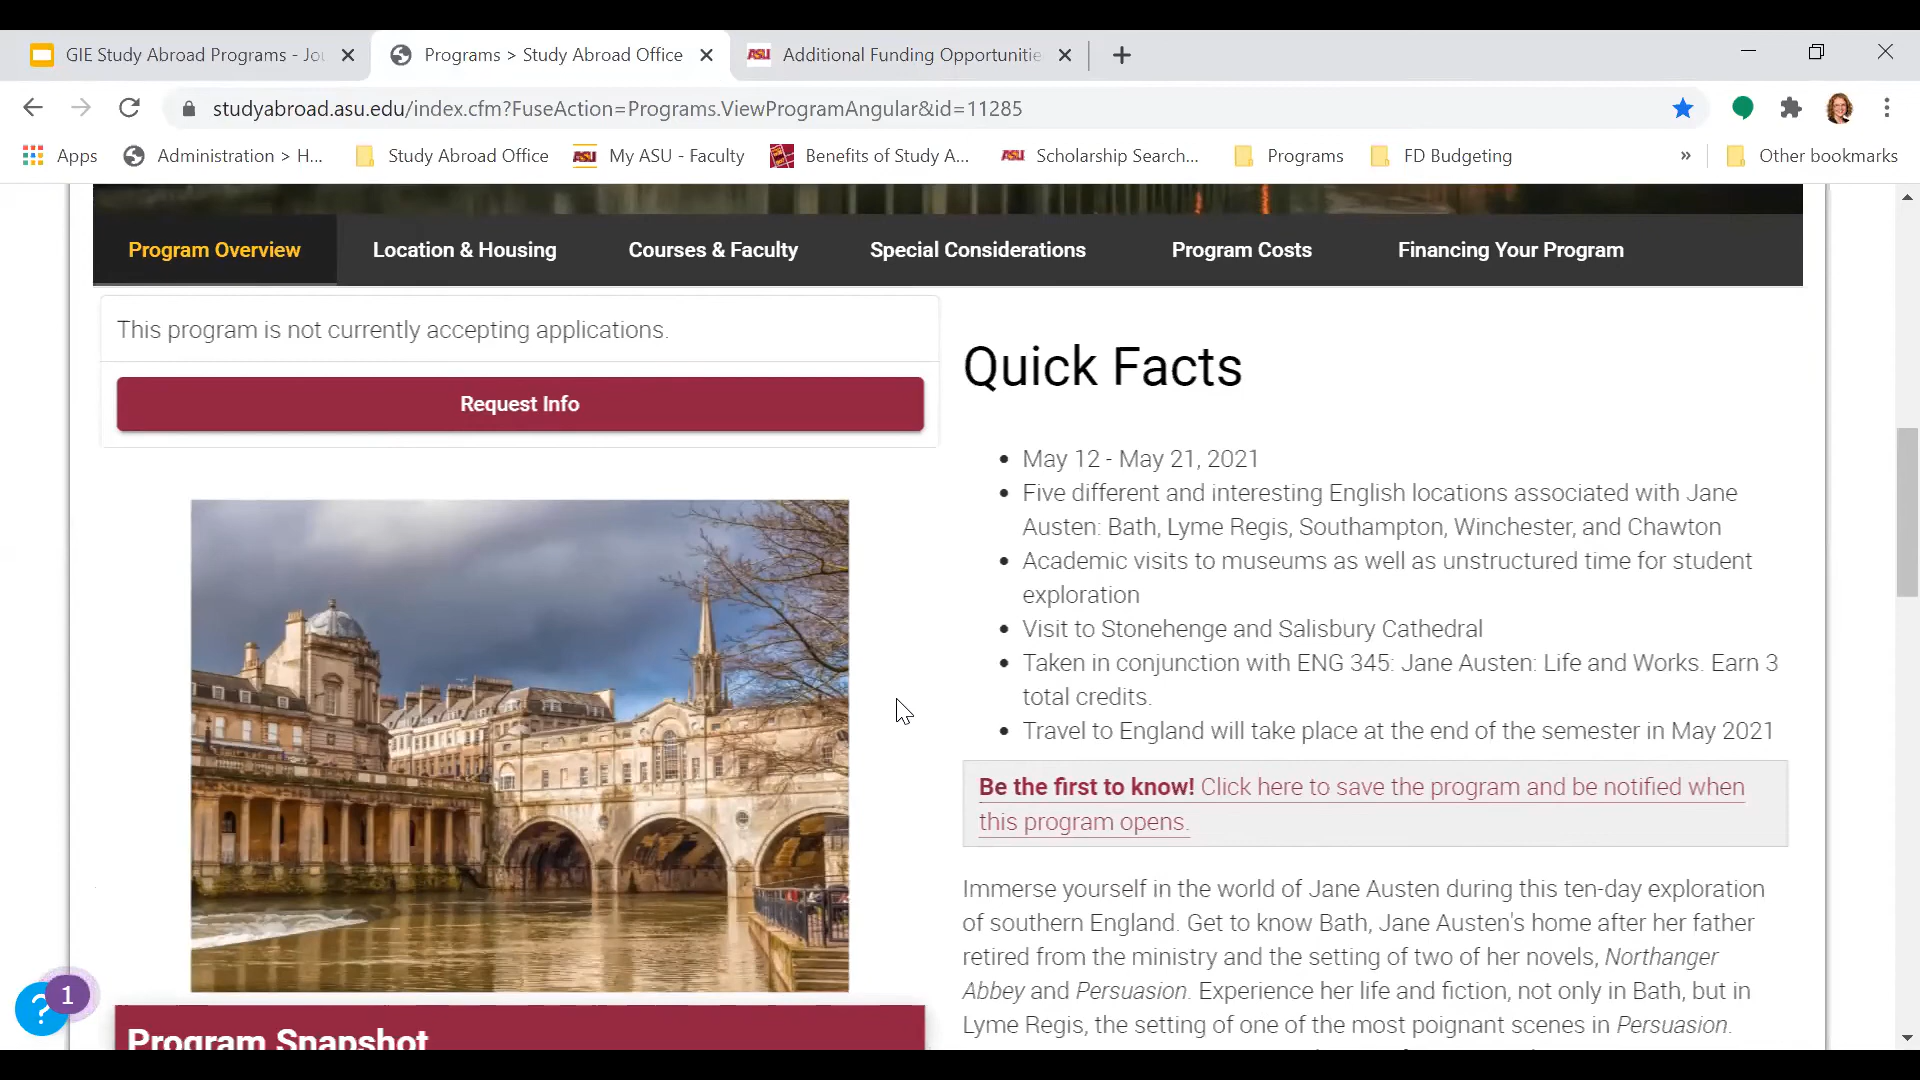 GIE Study Abroad Programs - Jou
Programs > Study Abroad Office
ASU Additional Funding Opportunitie
studyabroad.asu.edu/index.cfm?FuseAction=Programs.ViewProgramAngular&id=11285
Apps
Administration > H...
Study Abroad Office
ASU My ASU - Faculty
Benefits of Study A...
ASU Scholarship Search...
Programs
FD Budgeting
»
Other bookmarks
Program Overview
Location & Housing
Courses & Faculty
Special Considerations
Program Costs
Financing Your Program
This program is not currently accepting applications.
Request Info
Program Snapshot
? 1
Quick Facts
• May 12 - May 21, 2021
• Five different and interesting English locations associated with Jane
Austen: Bath, Lyme Regis, Southampton, Winchester, and Chawton
• Academic visits to museums as well as unstructured time for student
exploration
• Visit to Stonehenge and Salisbury Cathedral
• Taken in conjunction with ENG 345: Jane Austen: Life and Works. Earn 3
total credits.
• Travel to England will take place at the end of the semester in May 2021
Be the first to know! Click here to save the program and be notified when
this program opens.
Immerse yourself in the world of Jane Austen during this ten-day exploration
of southern England. Get to know Bath, Jane Austen's home after her father
retired from the ministry and the setting of two of her novels, Northanger
Abbey and Persuasion. Experience her life and fiction, not only in Bath, but in
Lyme Regis, the setting of one of the most poignant scenes in Persuasion.